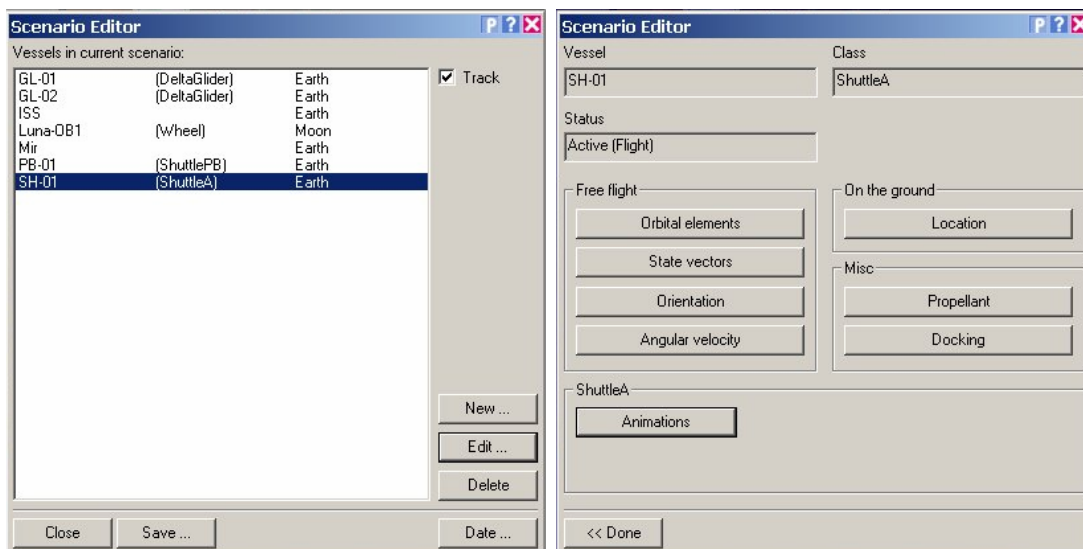 Scenario Editor
P ? X
Vessels in current scenario:
GL-01 (DeltaGlider) Earth
GL-02 (DeltaGlider) Earth
ISS Earth
Luna-OB1 (Wheel) Moon
Mir Earth
PB-01 (ShuttlePB) Earth
SH-01 (ShuttleA) Earth
Track
New ...
Edit ...
Delete
Close Save ... Date ...
Scenario Editor
P ? X
Vessel Class
SH-01 ShuttleA
Status
Active (Flight)
Free flight
Orbital elements
State vectors
Orientation
Angular velocity
On the ground
Location
Misc
Propellant
Docking
ShuttleA
Animations
<< Done